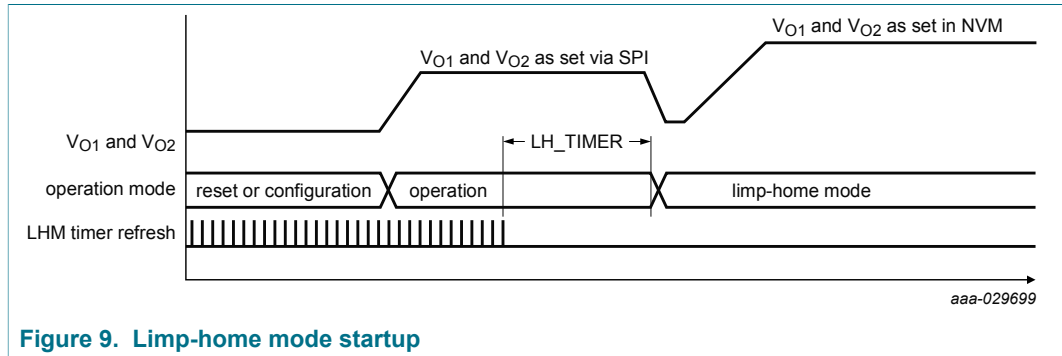 VO1 and VO2 as set in NVM
VO1 and VO2 as set via SPI
VO1 and VO2
LH_TIMER
operation mode
reset or configuration
operation
limp-home mode
LHM timer refresh
aaa-029699
Figure 9. Limp-home mode startup